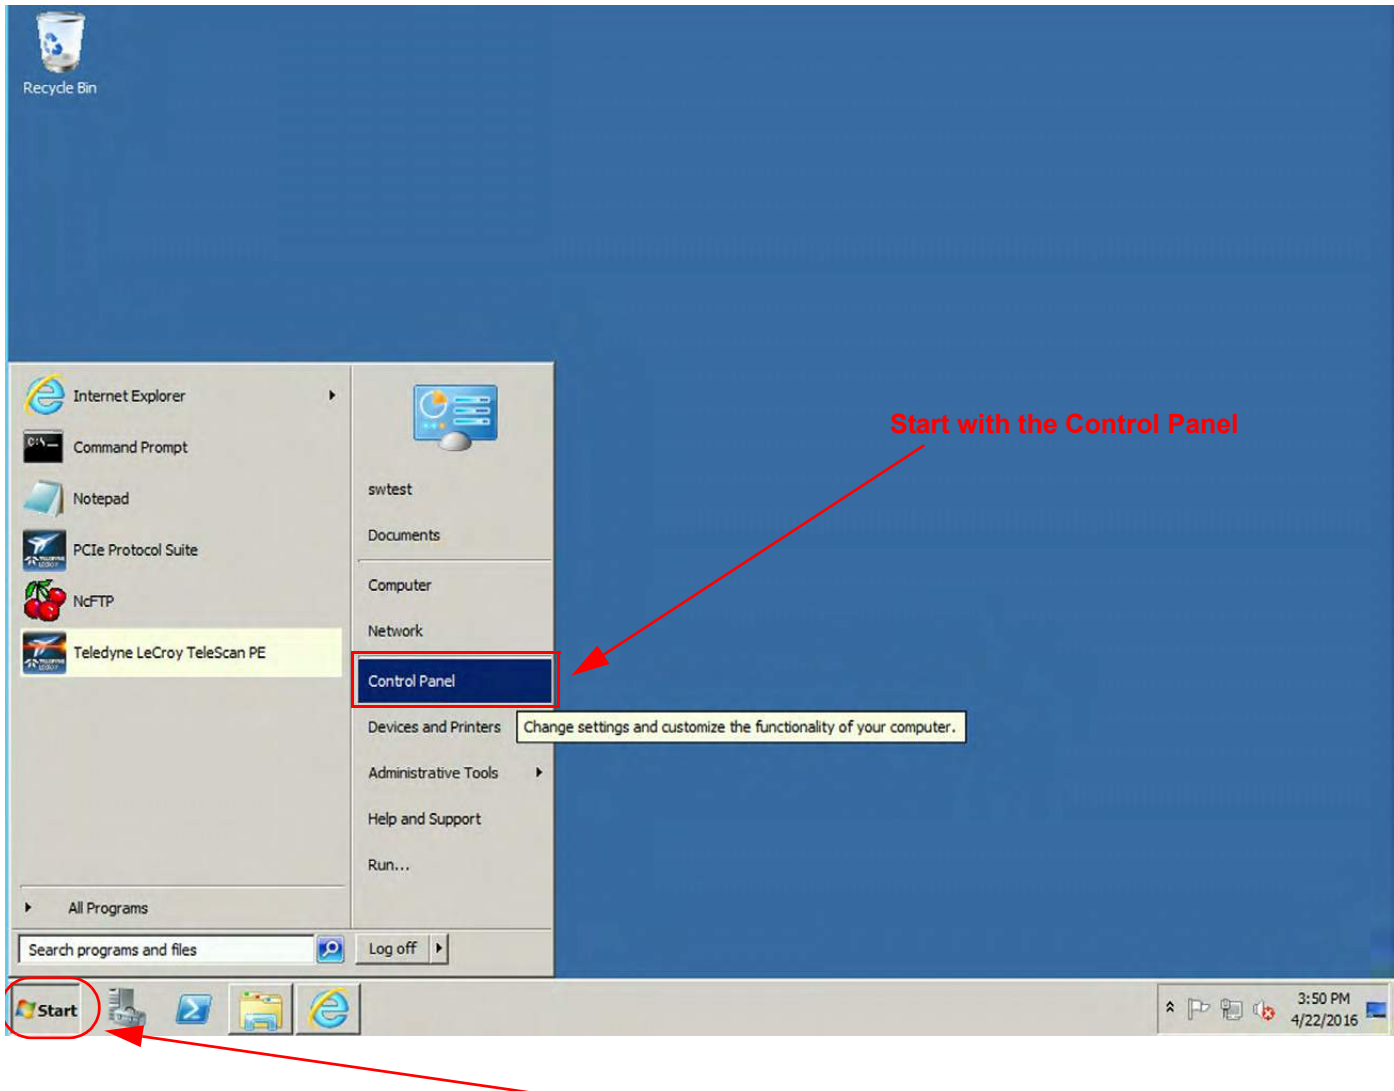 Recycle Bin
Internet Explorer
Command Prompt
Notepad
PCIe Protocol Suite
NcFTP
Teledyne LeCroy TeleScan PE
All Programs
Search programs and files
swtest
Documents
Computer
Network
Control Panel
Devices and Printers
Administrative Tools
Help and Support
Run...
Log off
Change settings and customize the functionality of your computer.
Start with the Control Panel
Start
3:50 PM
4/22/2016